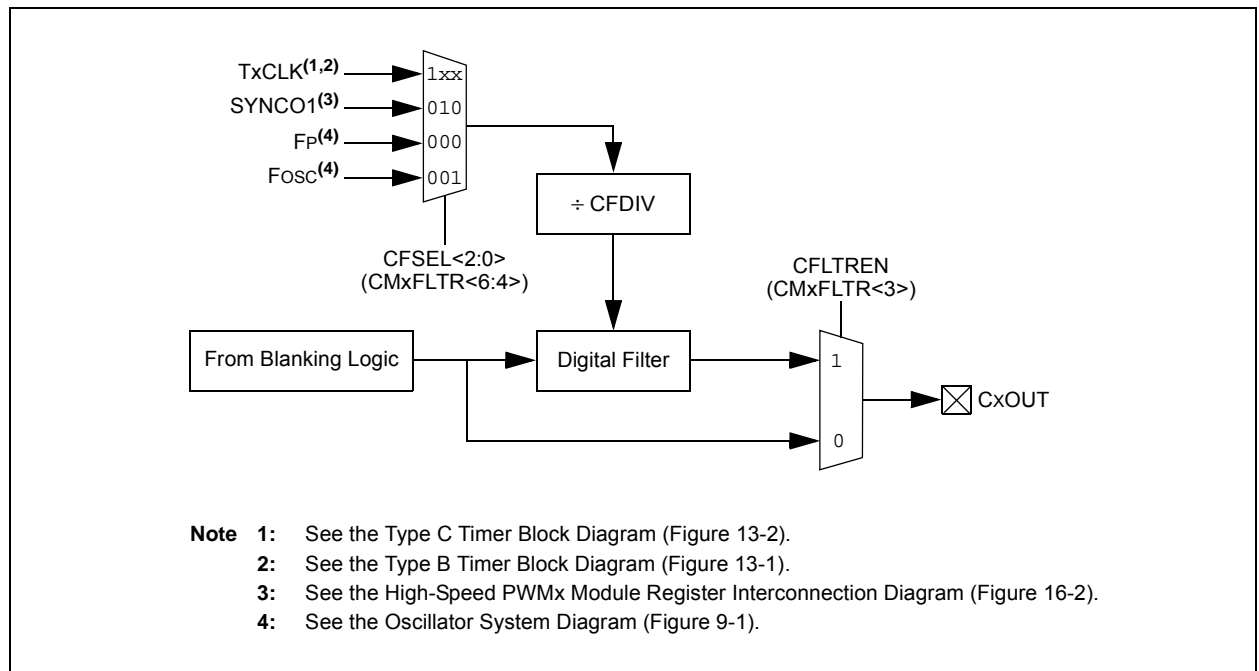 TxCLK(1,2)
SYNCO1(3)
FP(4)
FOSC(4)
1xx
010
000
001
÷ CFDIV
CFSEL<2:0>
(CMxFLTR<6:4>)
CFLTREN
(CMxFLTR<3>)
From Blanking Logic
Digital Filter
1
0
CxOUT
Note 1: See the Type C Timer Block Diagram (Figure 13-2).
2: See the Type B Timer Block Diagram (Figure 13-1).
3: See the High-Speed PWMx Module Register Interconnection Diagram (Figure 16-2).
4: See the Oscillator System Diagram (Figure 9-1).